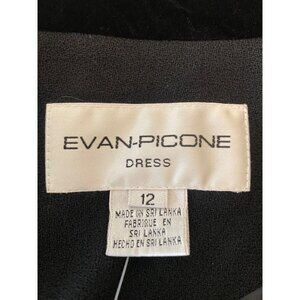 EVAN-PICONE
DRESS
12
MADE IN SRI LANKA
FABRIQUE EN
SRI LANKA
HECHO EN SRI LANKA